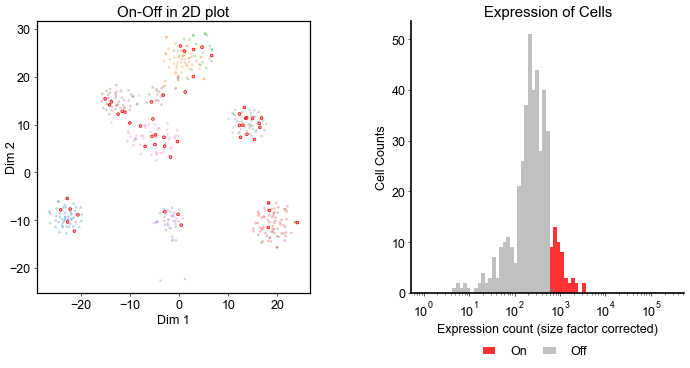 On-Off in 2D plot
30
20
10
0
−10
−20
Dim 2
−20 −10 0 10 20
Dim 1
Expression of Cells
50
40
30
20
10
0
Cell Counts
10^0 10^1 10^2 10^3 10^4 10^5
Expression count (size factor corrected)
On Off